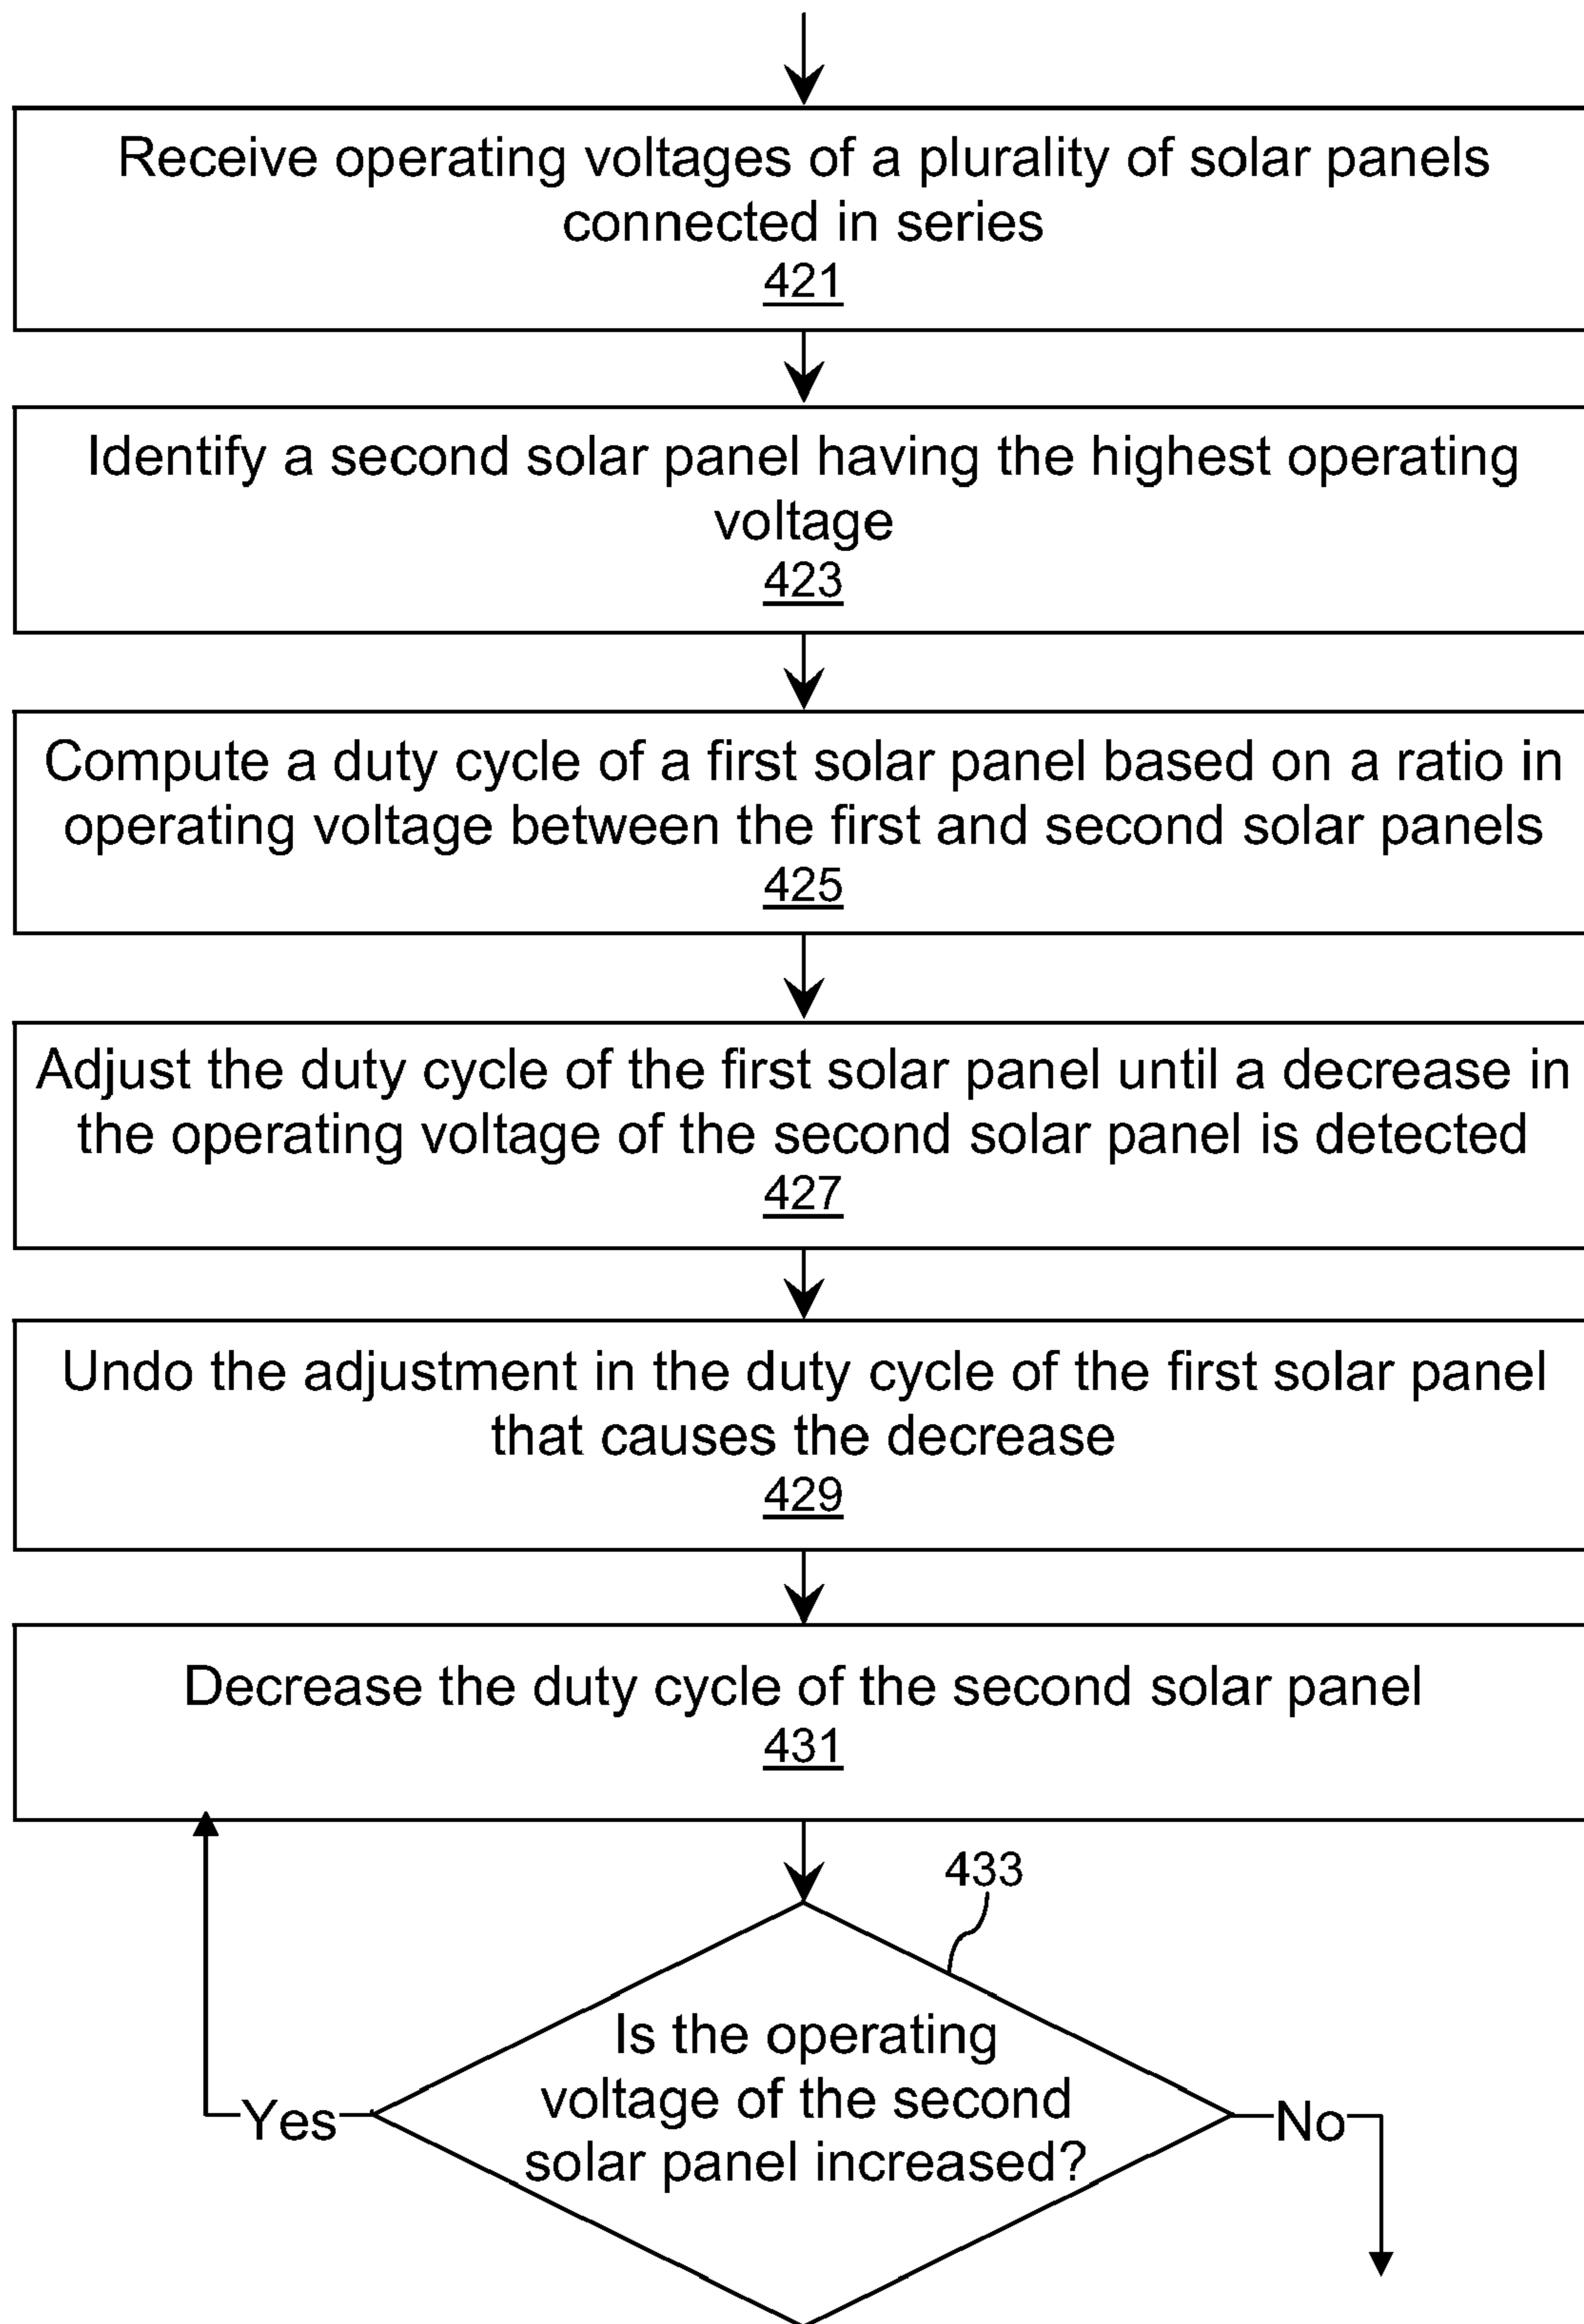 Receive operating voltages of a plurality of solar panels
connected in series
421
Identify a second solar panel having the highest operating
voltage
423
Compute a duty cycle of a first solar panel based on a ratio in
operating voltage between the first and second solar panels
425
Adjust the duty cycle of the first solar panel until a decrease in
the operating voltage of the second solar panel is detected
427
Undo the adjustment in the duty cycle of the first solar panel
that causes the decrease
429
Decrease the duty cycle of the second solar panel
431
433
Is the operating
voltage of the second
solar panel increased?
Yes
No